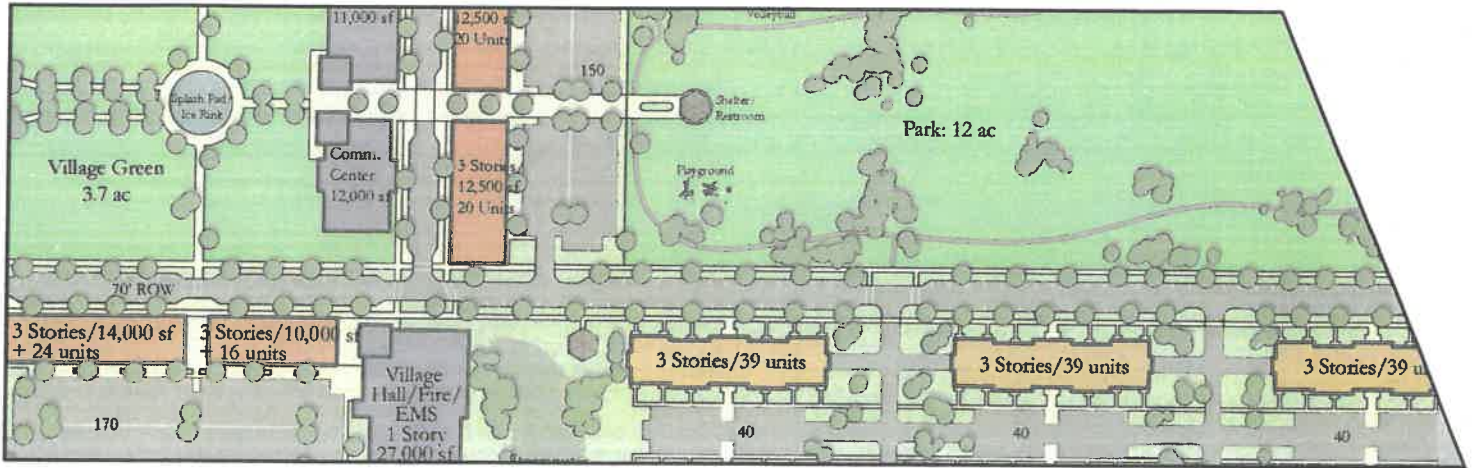 11,000 sf
12,500 s
20 Units
Volleyball
150
Splash Pad/
Ice Rink
Shelter/
Restroom
Park: 12 ac
Village Green
3.7 ac
Comm.
Center
12,000 sf
3 Stories
12,500 sf
20 Units
Playground
70' ROW
3 Stories/14,000 sf
+ 24 units
3 Stories/10,000 sf
+ 16 units
Village
Hall/Fire/
EMS
1 Story
27,000 sf
3 Stories/39 units
3 Stories/39 units
3 Stories/39 u
170
40
40
40